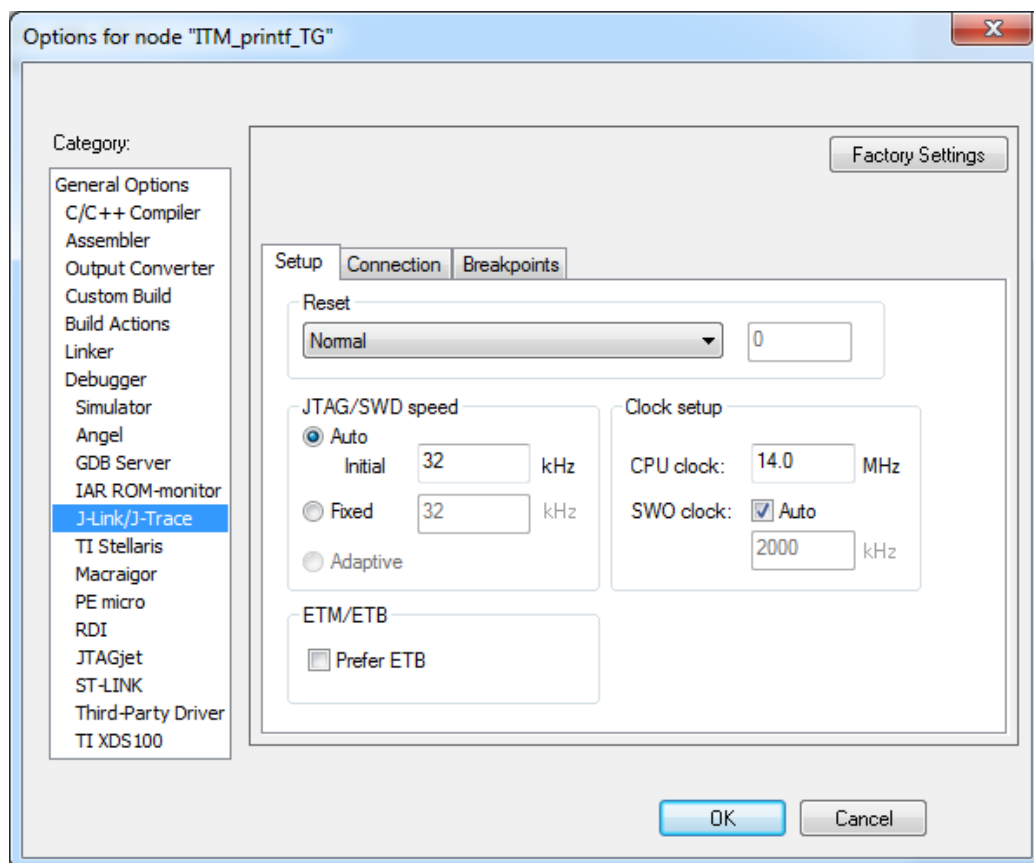 Options for node "ITM_printf_TG"
Category:
Factory Settings
General Options
C/C++ Compiler
Assembler
Output Converter
Custom Build
Build Actions
Linker
Debugger
Simulator
Angel
GDB Server
IAR ROM-monitor
J-Link/J-Trace
TI Stellaris
Macraigor
PE micro
RDI
JTAGjet
ST-LINK
Third-Party Driver
TI XDS100
Setup Connection Breakpoints
Reset
Normal 0
JTAG/SWD speed
Auto
Initial 32 kHz
Fixed 32 kHz
Adaptive
Clock setup
CPU clock: 14.0 MHz
SWO clock: Auto
2000 kHz
ETM/ETB
Prefer ETB
OK Cancel